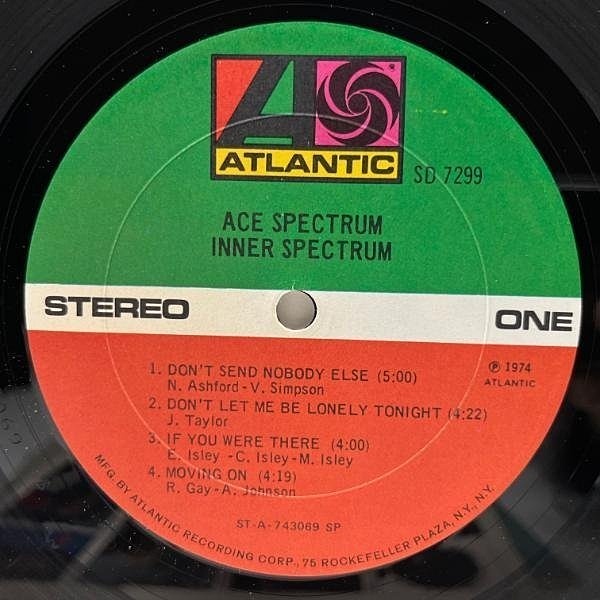 ATLANTIC
SD 7299
ACE SPECTRUM
INNER SPECTRUM
STEREO
ONE
1. DON'T SEND NOBODY ELSE (5:00)
N. Ashford-V. Simpson
2. DON'T LET ME BE LONELY TONIGHT (4:22)
J. Taylor
3. IF YOU WERE THERE (4:00)
E. Isley -C. Isley-M. Isley
4. MOVING ON (4:19)
R. Gay-A. Johnson
℗ 1974
ATLANTIC
ST-A-743069 SP
MFG. BY ATLANTIC RECORDING CORP., 75 ROCKEFELLER PLAZA, N.Y., N.Y.